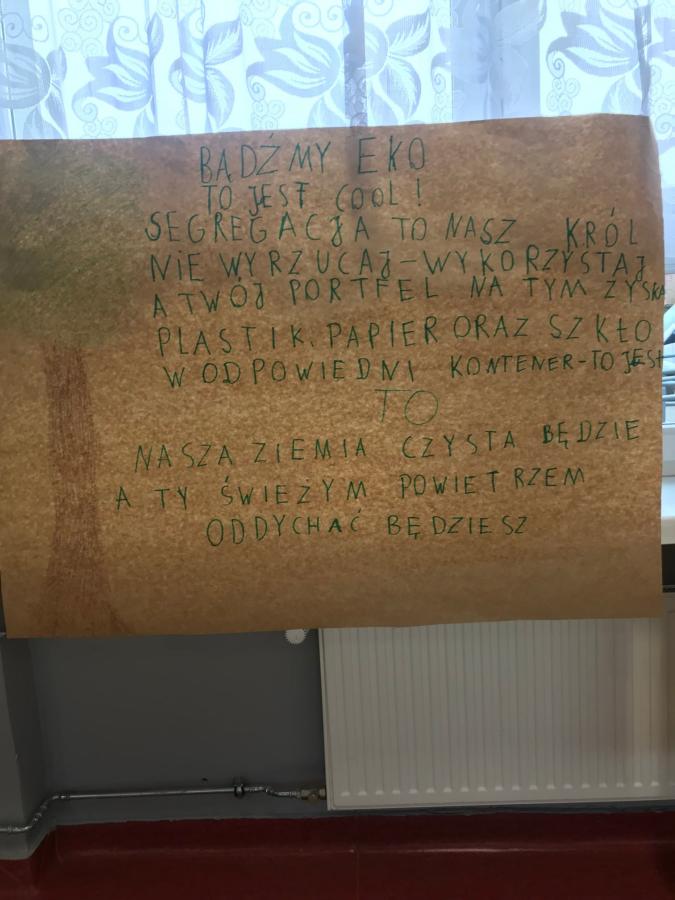 BĄDŹMY EKO
TO JEST COOL!
SEGREGACJA TO NASZ KRÓL
NIE WYRZUCAJ-WYKORZYSTAJ
A TWÓJ PORTFEL NA TYM ZYSKA
PLASTIK, PAPIER ORAZ SZKŁO
W ODPOWIEDNI KONTENER-TO JEST
TO
NASZA ZIEMIA CZYSTA BĘDZIE
A TY ŚWIEŻYM POWIETRZEM
ODDYCHAĆ BĘDZIESZ